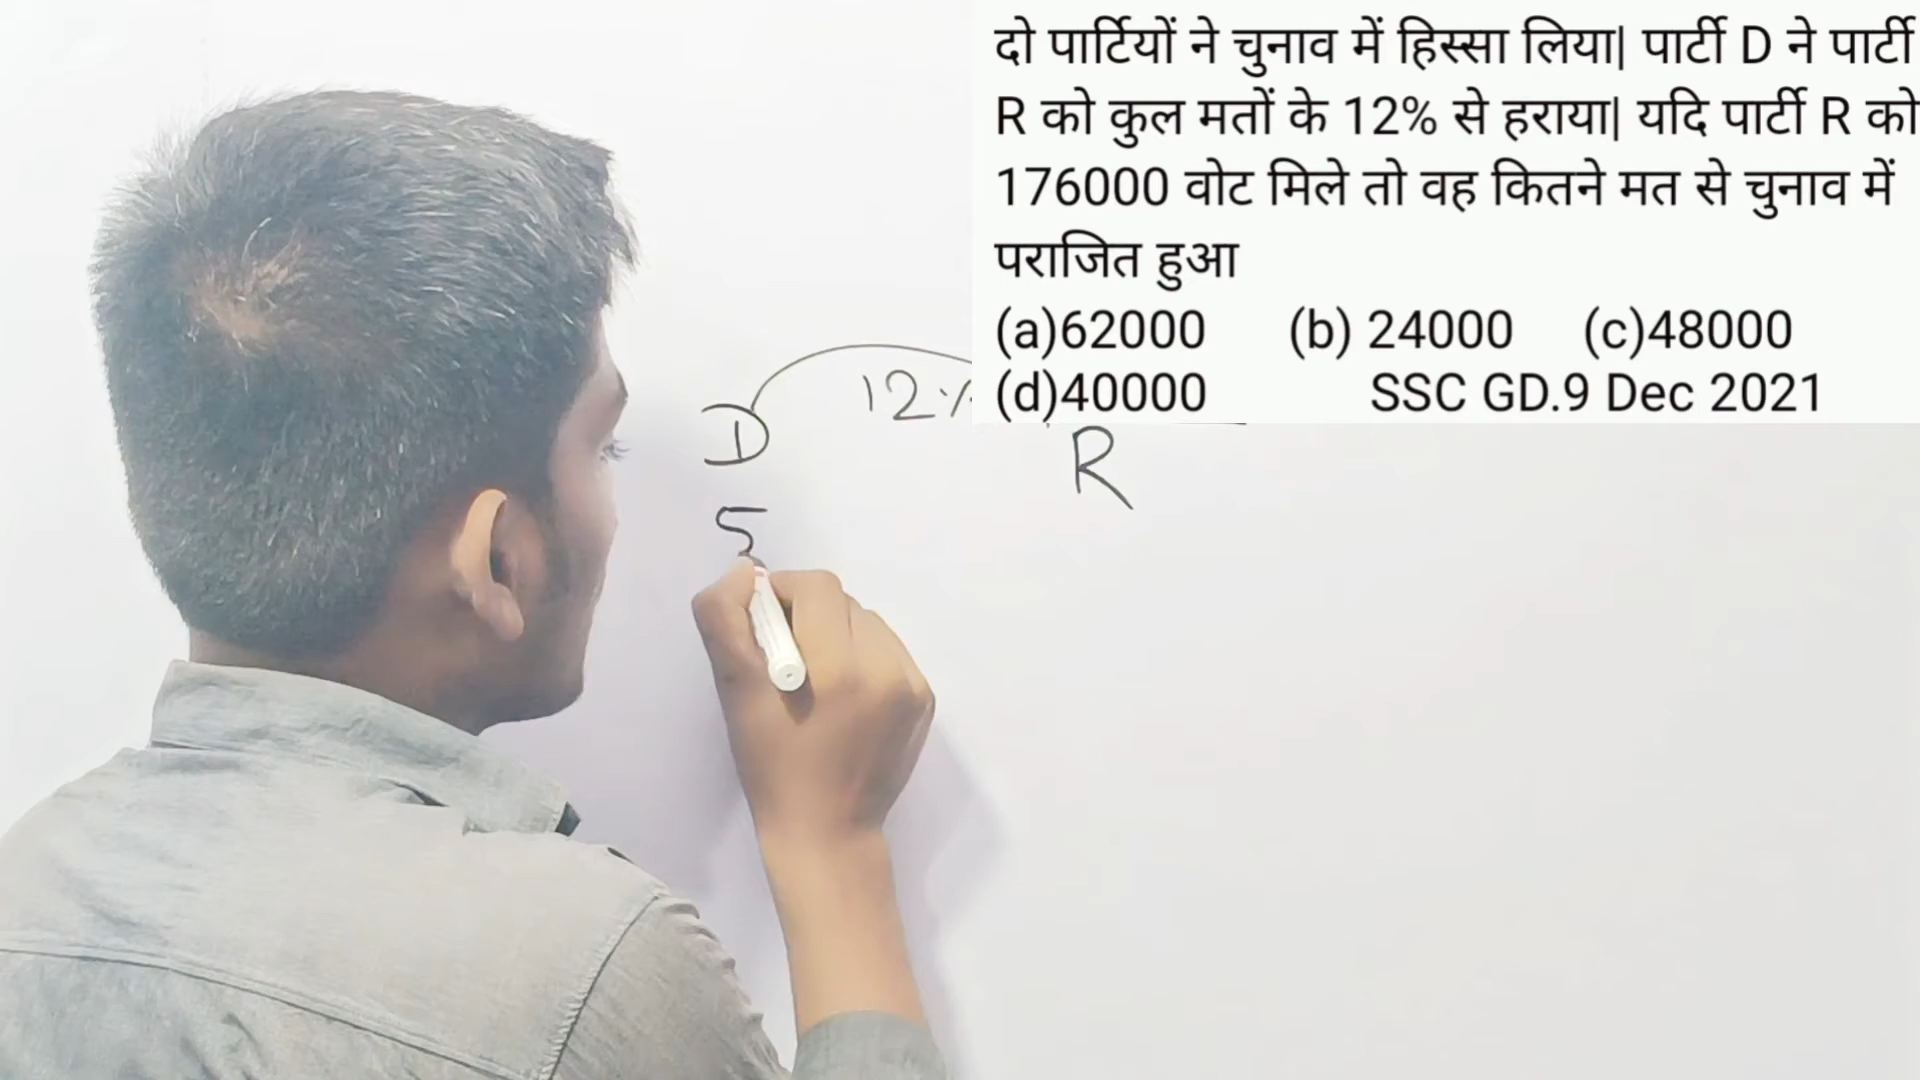 दो पार्टियों ने चुनाव में हिस्सा लिया| पार्टी D ने पार्टी
R को कुल मतों के 12% से हराया| यदि पार्टी R को
176000 वोट मिले तो वह कितने मत से चुनाव में
पराजित हुआ
(a)62000 (b) 24000 (c)48000
(d)40000 SSC GD.9 Dec 2021
12%
D R
5